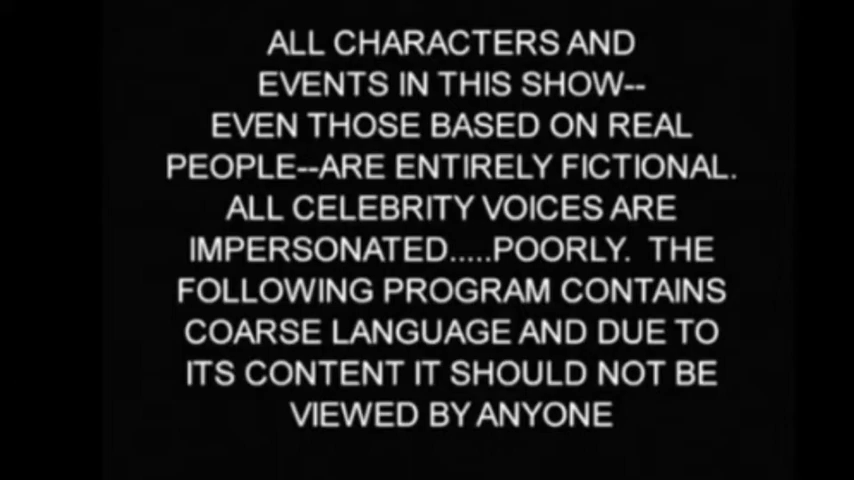 ALL CHARACTERS AND
EVENTS IN THIS SHOW--
EVEN THOSE BASED ON REAL
PEOPLE--ARE ENTIRELY FICTIONAL.
ALL CELEBRITY VOICES ARE
IMPERSONATED.....POORLY. THE
FOLLOWING PROGRAM CONTAINS
COARSE LANGUAGE AND DUE TO
ITS CONTENT IT SHOULD NOT BE
VIEWED BY ANYONE